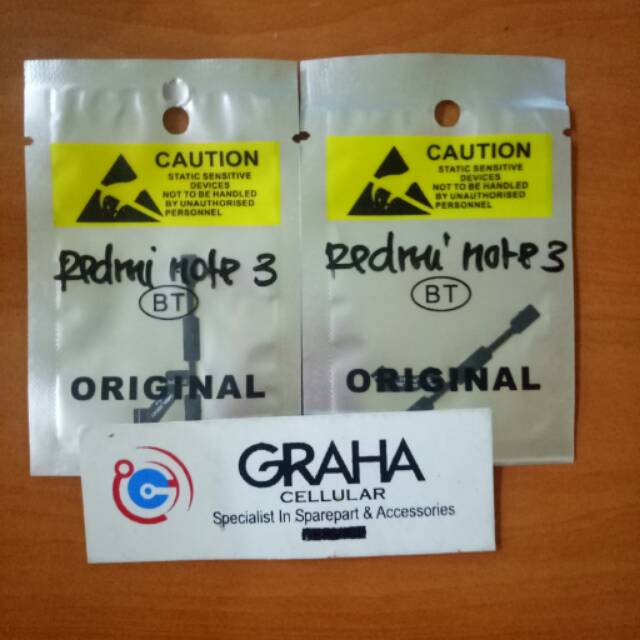 CAUTION
STATIC SENSITIVE
DEVICES
NOT TO BE HANDLED
BY UNAUTHORISED
PERSONNEL
Redmi note 3
BT
ORIGINAL
CAUTION
STATIC SENSITIVE
DEVICES
NOT TO BE HANDLED
BY UNAUTHORISED
PERSONNEL
Redmi note 3
BT
ORIGINAL
GRAHA
CELLULAR
Specialist In Sparepart & Accessories